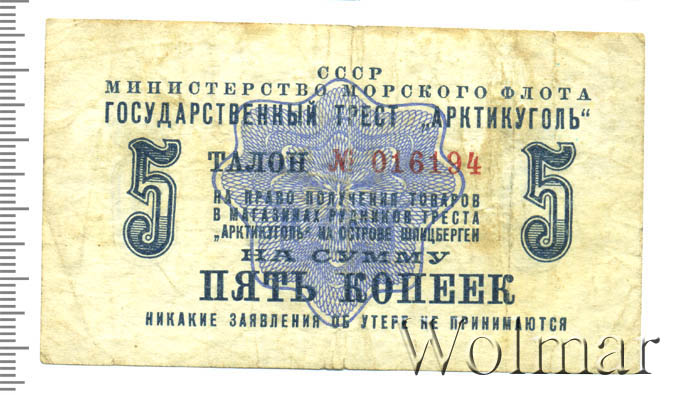 СССР
МИНИСТЕРСТВО МОРСКОГО ФЛОТА
ГОСУДАРСТВЕННЫЙ ТРЕСТ „АРКТИКУГОЛЬ"
5 ТАЛОН № 016194 5
НА ПРАВО ПОЛУЧЕНИЯ ТОВАРОВ
В МАГАЗИНАХ РУДНИКОВ ТРЕСТА
„АРКТИКУГОЛЬ" НА ОСТРОВЕ ШПИЦБЕРГЕН
НА СУММУ
ПЯТЬ КОПЕЕК
НИКАКИЕ ЗАЯВЛЕНИЯ ОБ УТЕРЕ НЕ ПРИНИМАЮТСЯ
Wolmar